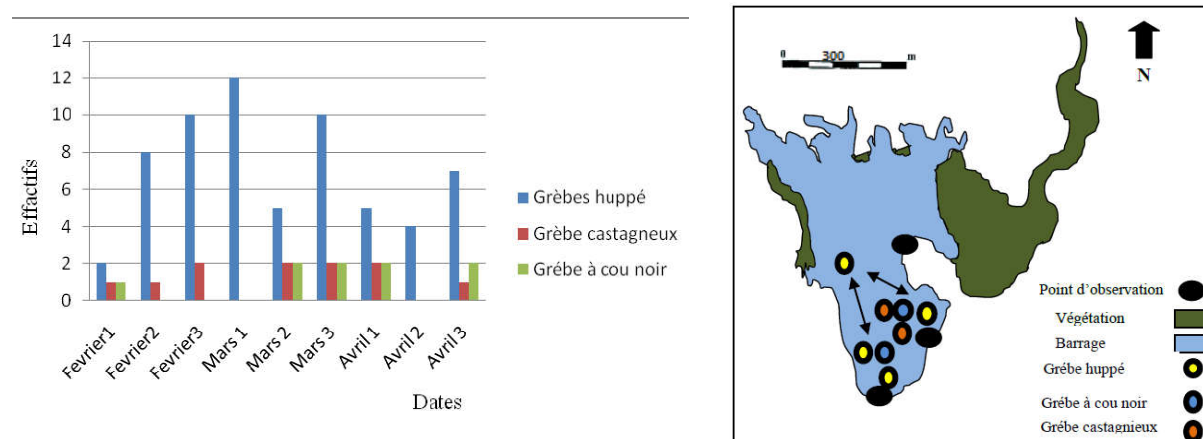 14
12
10
8
6
4
2
0
Effactifs
Fevrier1
Fevrier2
Fevrier3
Mars 1
Mars 2
Mars 3
Avril 1
Avril 2
Avril 3
Dates
Grèbes huppé
Grèbe castagneux
Grébe à cou noir
0 300 m
N
Point d'observation
Végétation
Barrage
Grébe huppé
Grébe à cou noir
Grébe castagnieux